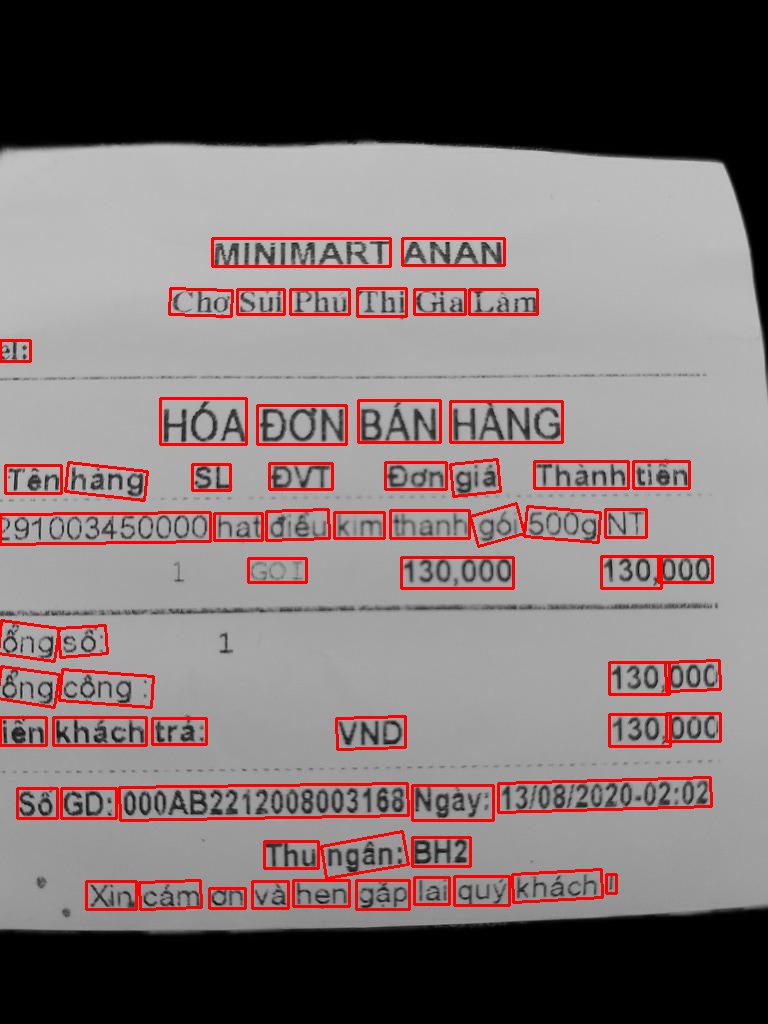 MINIMART ANAN
Chợ Sủi Phú Thị Gia Lâm
el:
HÓA ĐƠN BÁN HÀNG
Tên hàng SL ĐVT Đơn giá Thành tiền
291003450000 hat điều kim thanh gói 500g NT
1 GOI 130,000 130,000
ổng số: 1
ổng cộng : 130,000
iền khách trả: VND 130,000
Số GD: 000AB2212008003168 Ngày: 13/08/2020-02:02
Thu ngân: BH2
Xin cám ơn và hẹn gặp lại quý khách !